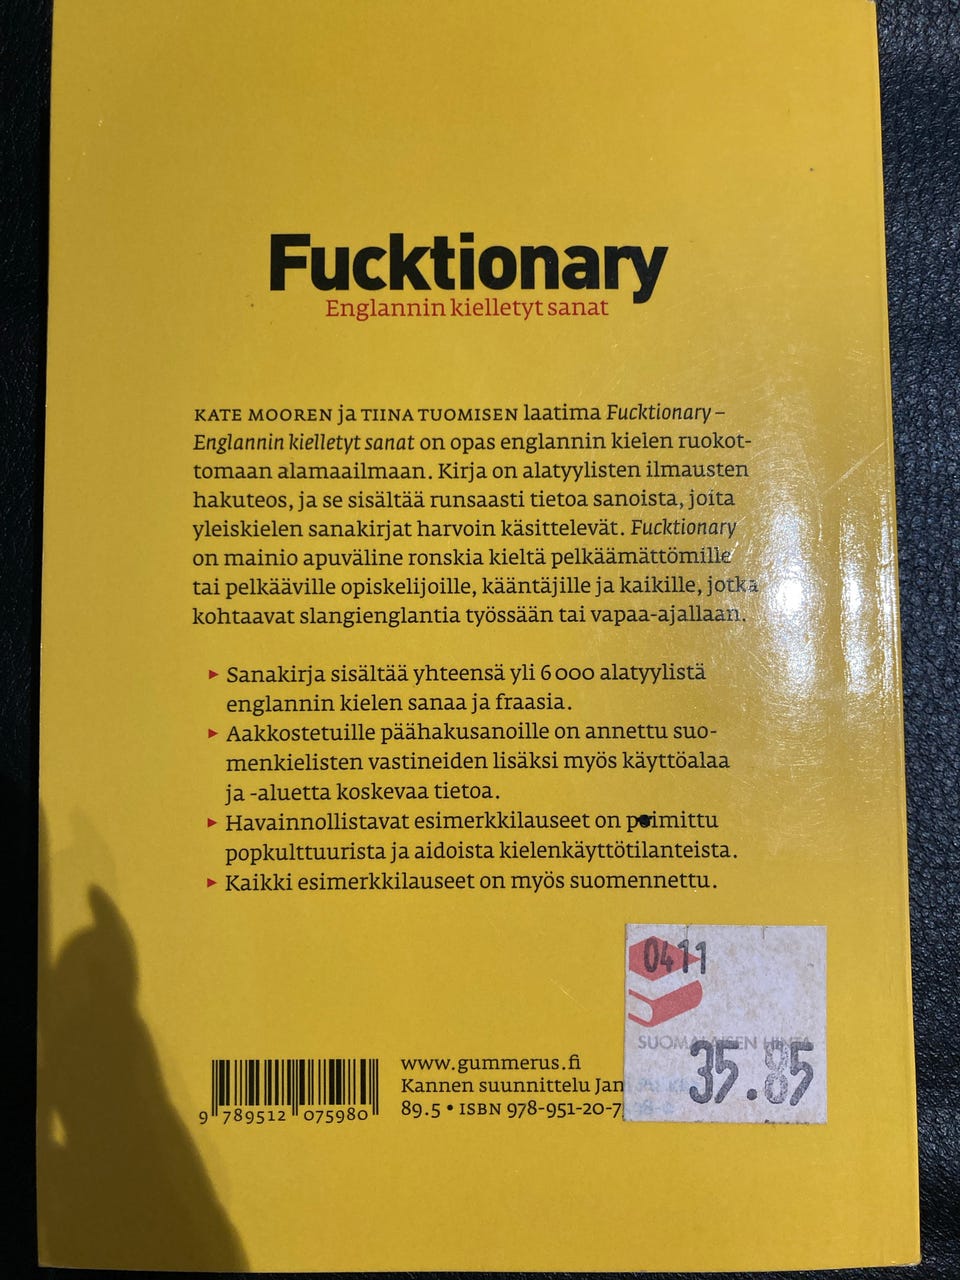 Fucktionary
Englannin kielletyt sanat
KATE MOOREN ja TIINA TUOMISEN laatima Fucktionary –
Englannin kielletyt sanat on opas englannin kielen ruokot-
tomaan alamaailmaan. Kirja on alatyylisten ilmausten
hakuteos, ja se sisältää runsaasti tietoa sanoista, joita
yleiskielen sanakirjat harvoin käsittelevät. Fucktionary
on mainio apuväline ronskia kieltä pelkäämättömille
tai pelkääville opiskelijoille, kääntäjille ja kaikille, jotka
kohtaavat slangienglantia työssään tai vapaa-ajallaan.
▸ Sanakirja sisältää yhteensä yli 6 000 alatyylistä
englannin kielen sanaa ja fraasia.
▸ Aakkostetuille päähakusanoille on annettu suo-
menkielisten vastineiden lisäksi myös käyttöalaa
ja -aluetta koskevaa tietoa.
▸ Havainnollistavat esimerkkilauseet on poimittu
popkulttuurista ja aidoista kielenkäyttötilanteista.
▸ Kaikki esimerkkilauseet on myös suomennettu.
0411
SUOMALAISEN HINTA
35.85
www.gummerus.fi
Kannen suunnittelu Jan
89.5 • ISBN 978-951-20-7
9 789512 075980